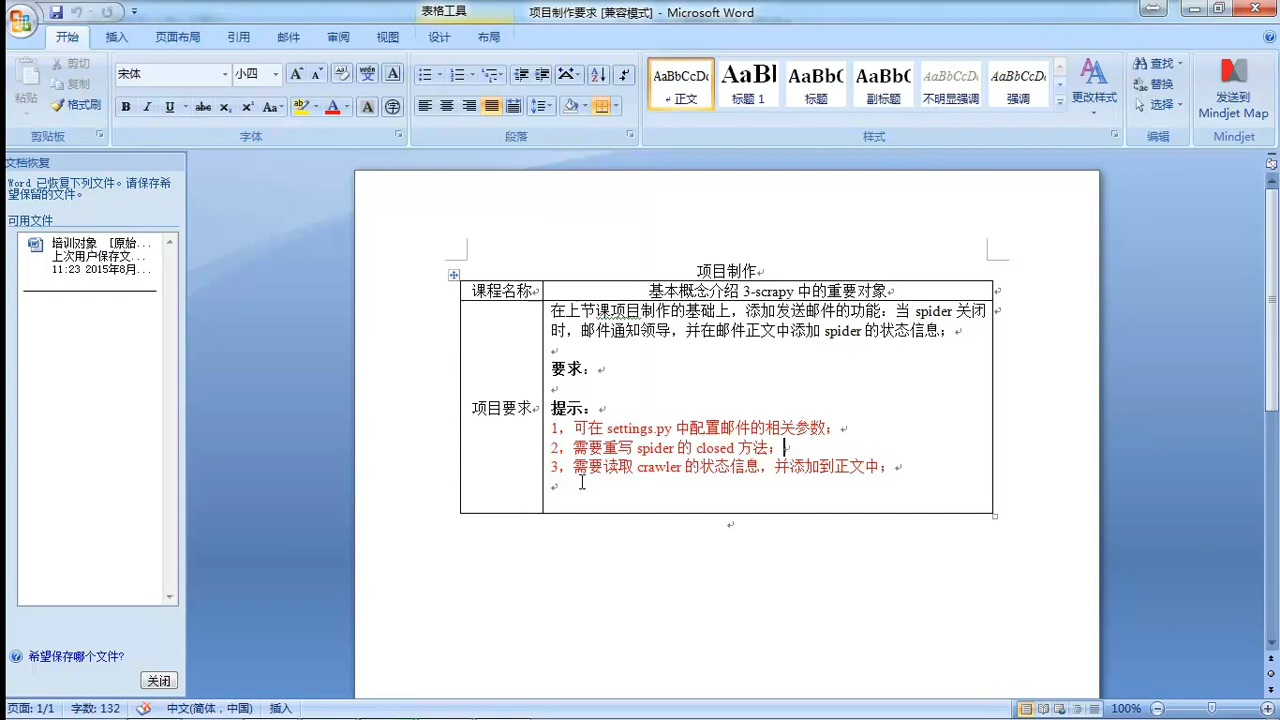 表格工具
项目制作要求 [兼容模式] - Microsoft Word
开始 插入 页面布局 引用 邮件 审阅 视图 设计 布局
粘贴
剪切
复制
格式刷
剪贴板
宋体 小四
字体
段落
AaBbCcDc
↵ 正文
标题 1
标题
副标题
不明显强调
强调
更改样式
样式
查找
替换
选择
编辑
发送到
Mindjet Map
Mindjet
文档恢复
Word 已恢复下列文件。请保存希
望保留的文件。
可用文件
培训对象 [原始...
上次用户保存文...
11:23 2015年8月...
希望保存哪个文件?
关闭
项目制作
课程名称 基本概念介绍 3-scrapy 中的重要对象
项目要求
在上节课项目制作的基础上，添加发送邮件的功能：当 spider 关闭
时，邮件通知领导，并在邮件正文中添加 spider 的状态信息；
要求：
提示：
1，可在 settings.py 中配置邮件的相关参数；
2，需要重写 spider 的 closed 方法；
3，需要读取 crawler 的状态信息，并添加到正文中；
页面: 1/1 字数: 132 中文(简体，中国) 插入 100%